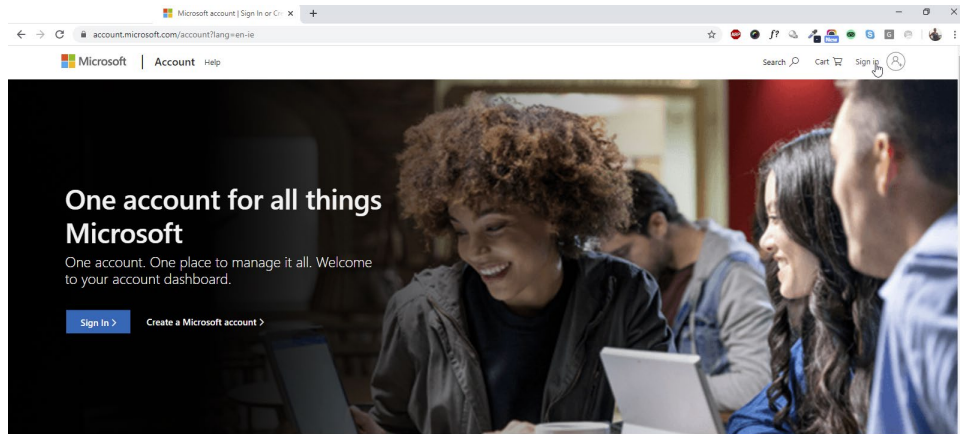 Microsoft account | Sign In or Cr
account.microsoft.com/account?lang=en-ie
ABP
f?
New
S
G
Microsoft
Account
Help
Search
Cart
Sign in
One account for all things
Microsoft
One account. One place to manage it all. Welcome
to your account dashboard.
Sign In >
Create a Microsoft account >